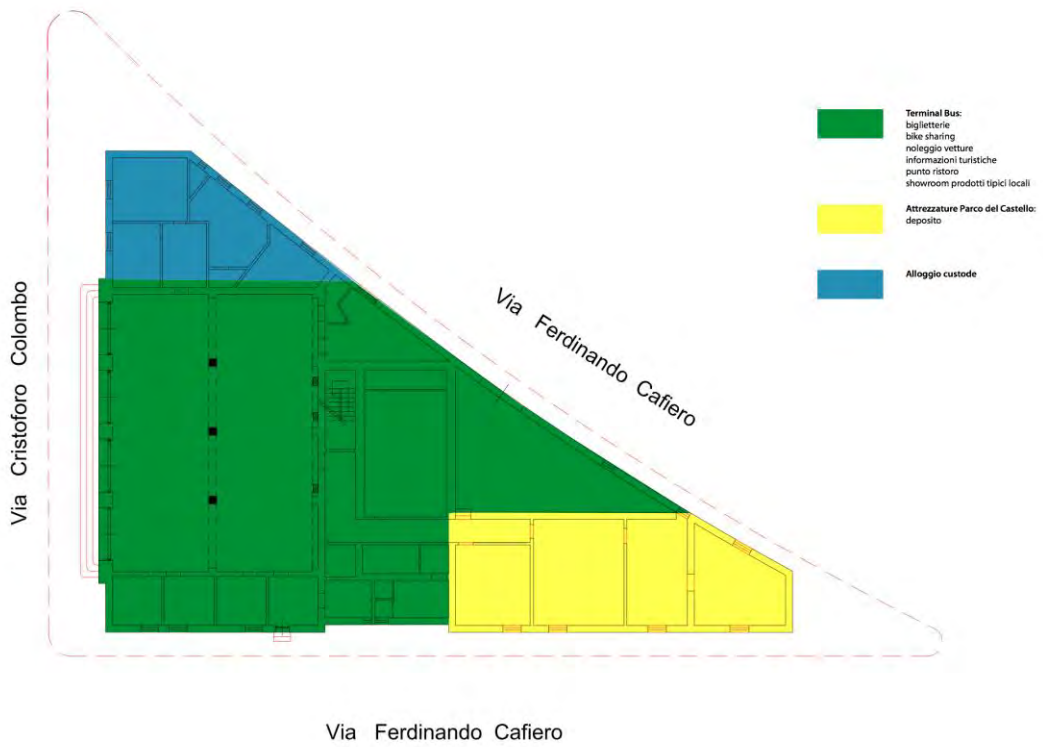 Terminal Bus:
biglietterie
bike sharing
noleggio vetture
informazioni turistiche
punto ristoro
showroom prodotti tipici locali
Attrezzature Parco del Castello:
deposito
Alloggio custode
Via Cristoforo Colombo
Via Ferdinando Cafiero
Via Ferdinando Cafiero